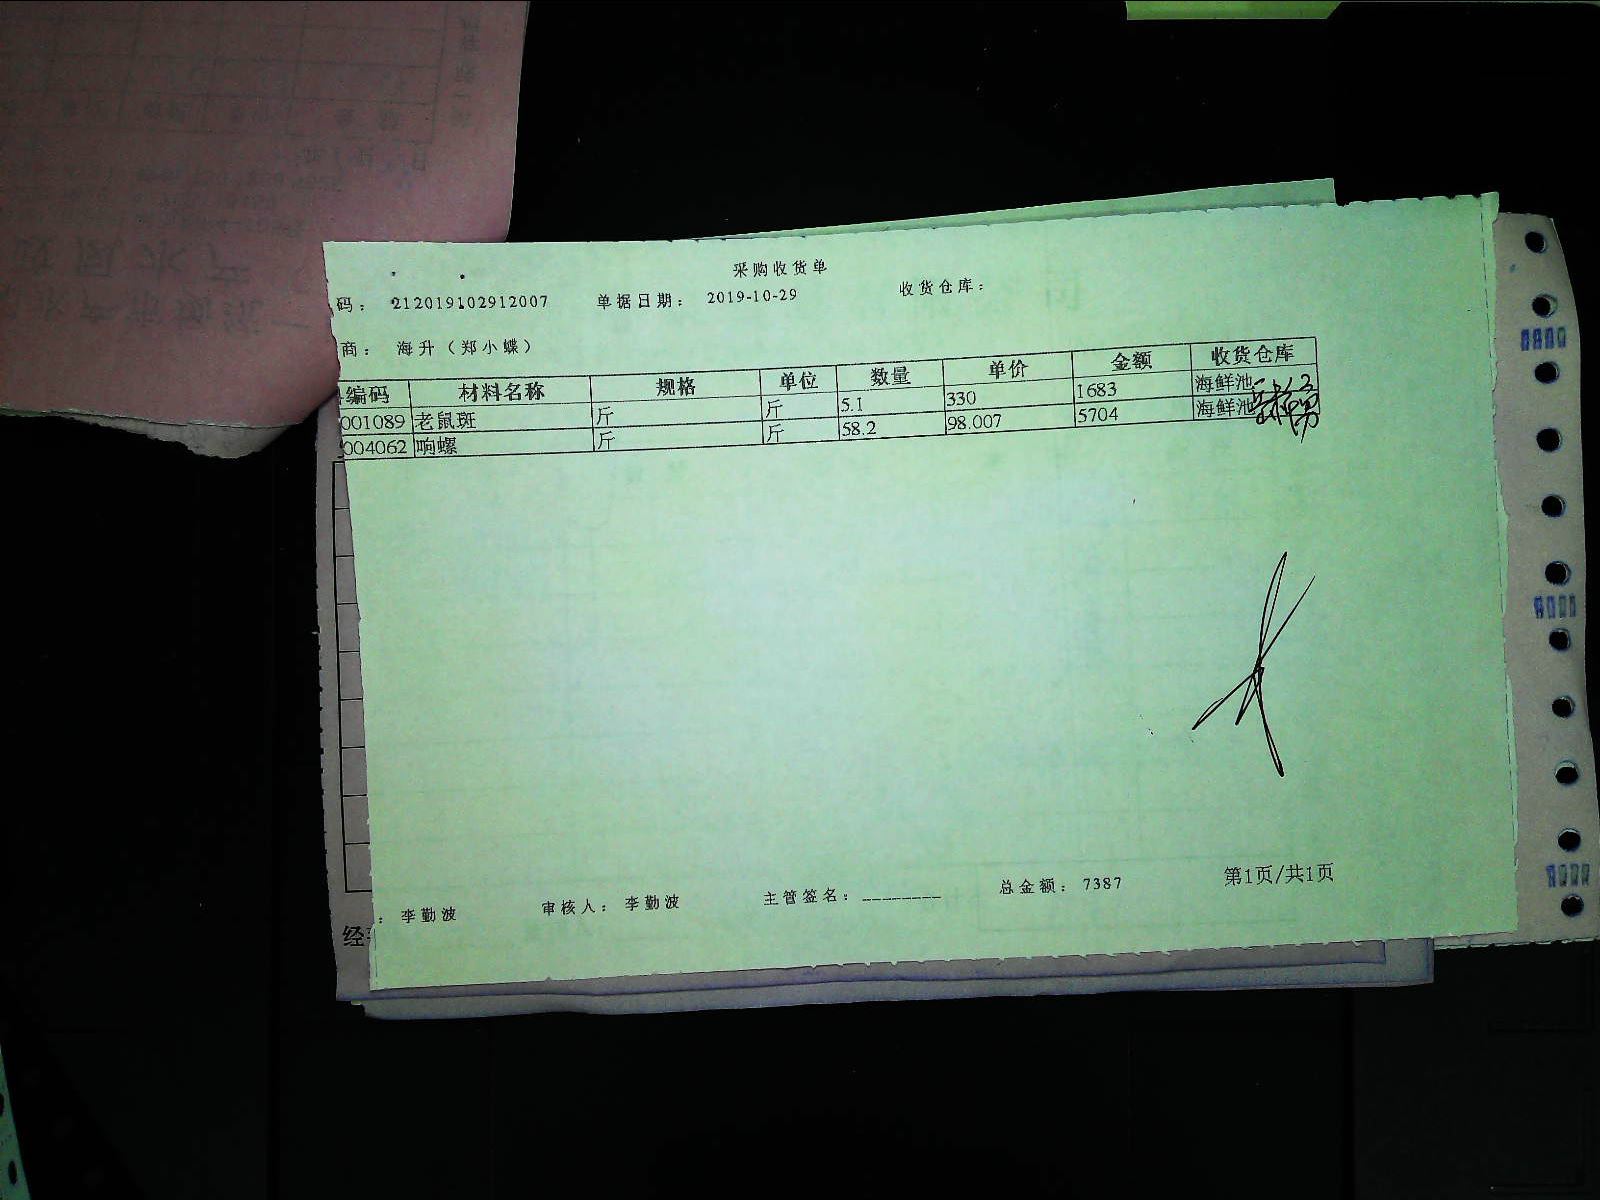 采购收货单
码： 212019102912007 单据日期： 2019-10-29 收货仓库：
商： 海升（郑小蝶）
编码 材料名称 规格 单位 数量 单价 金额 收货仓库
001089 老鼠斑 斤 斤 5.1 330 1683 海鲜池
004062 响螺 斤 斤 58.2 98.007 5704 海鲜池
： 李勤波 审核人： 李勤波 主管签名：________ 总金额： 7387 第1页/共1页
经